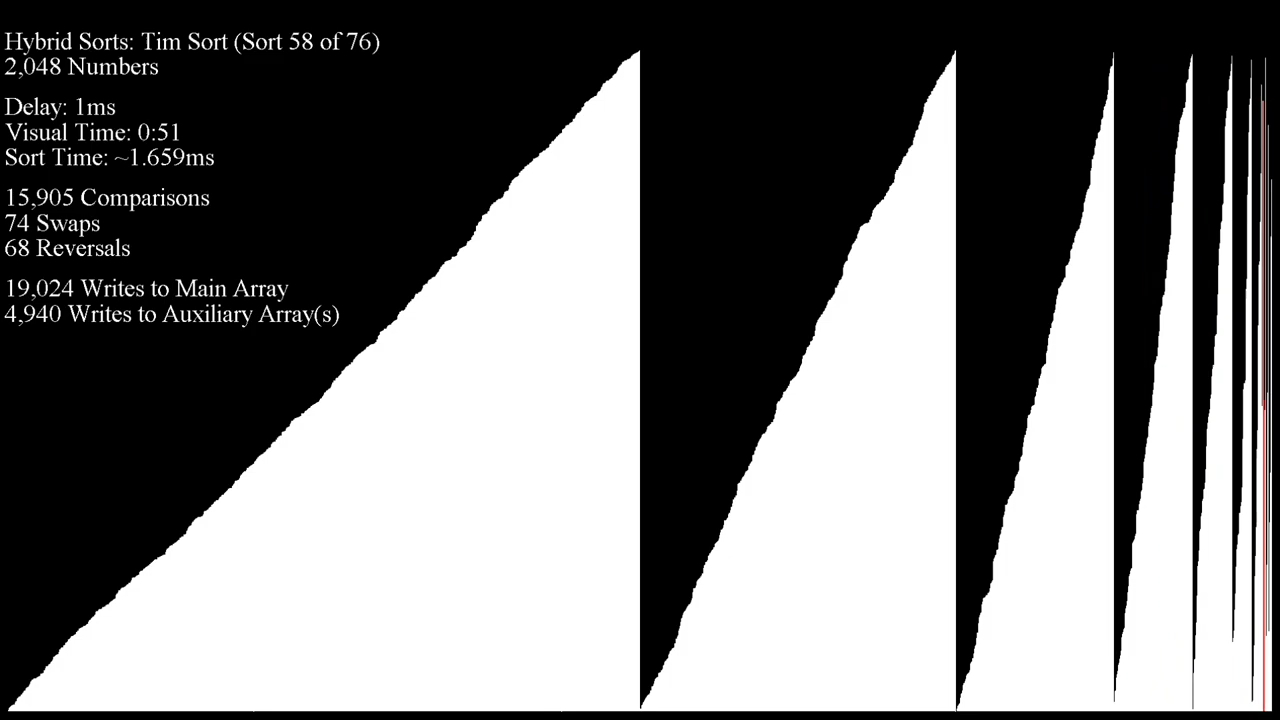 Hybrid Sorts: Tim Sort (Sort 58 of 76)
2,048 Numbers
Delay: 1ms
Visual Time: 0:51
Sort Time: ~1.659ms
15,905 Comparisons
74 Swaps
68 Reversals
19,024 Writes to Main Array
4,940 Writes to Auxiliary Array(s)